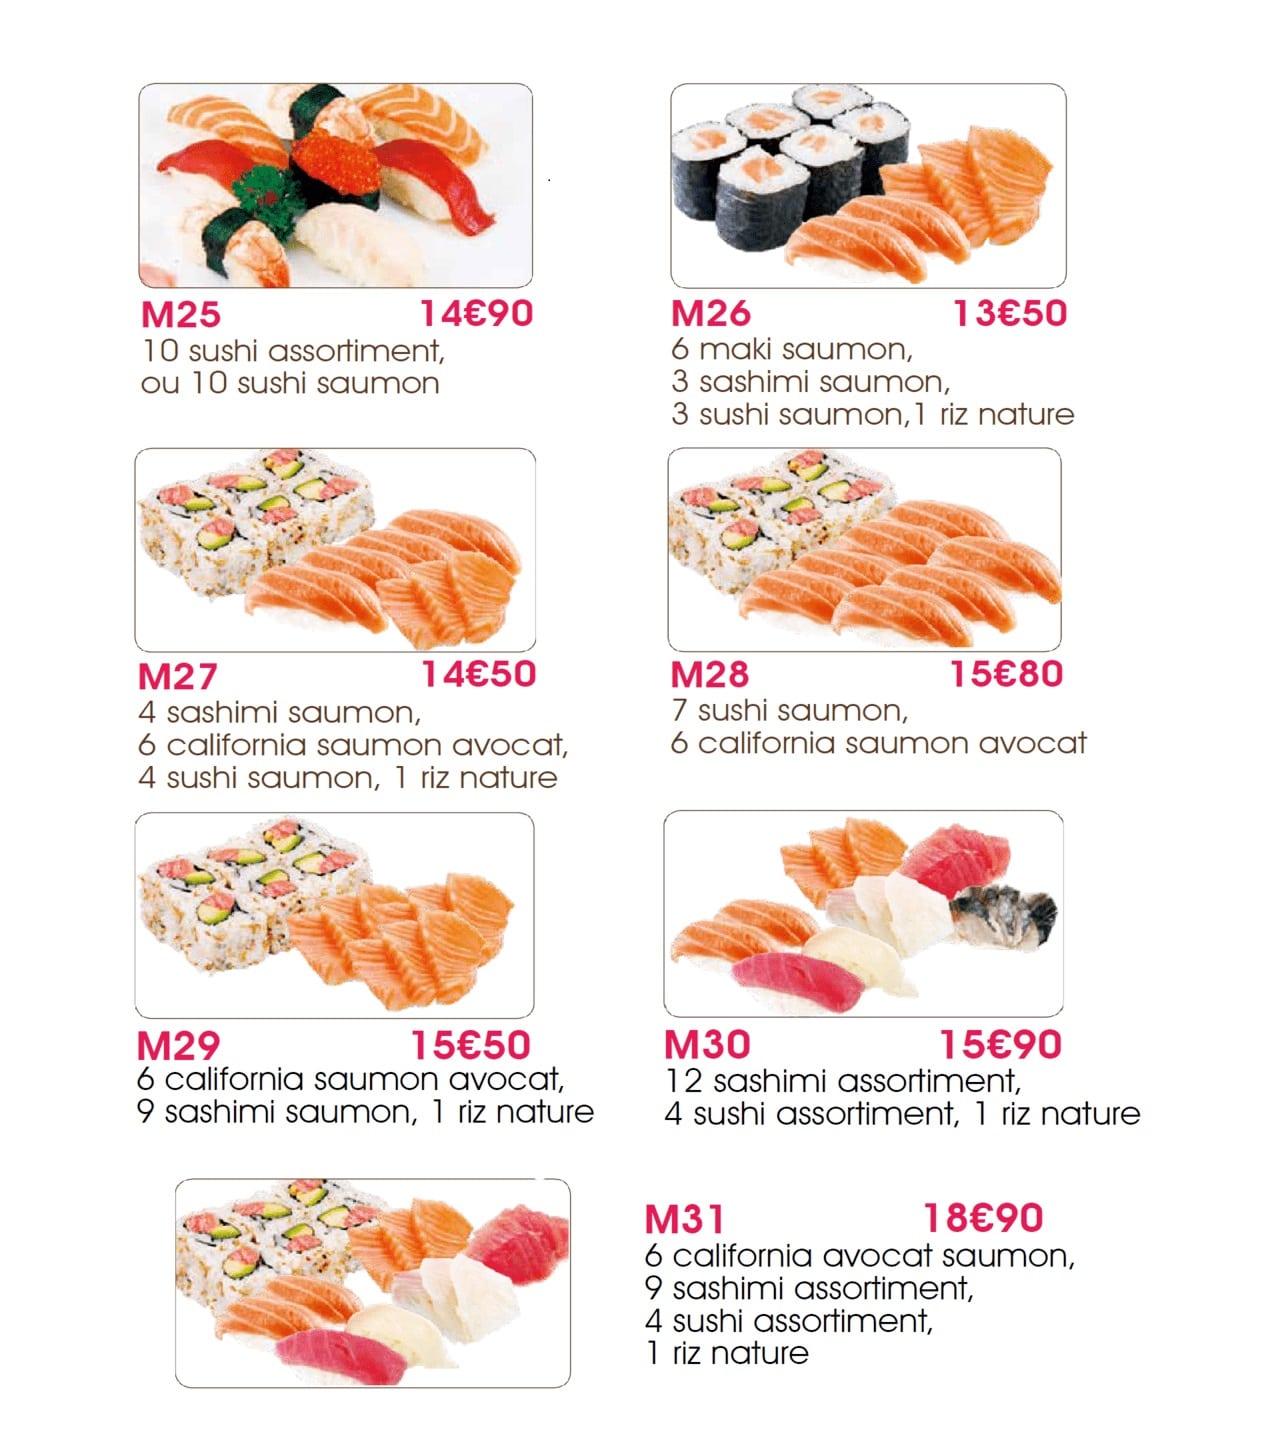 M25 14€90
10 sushi assortiment,
ou 10 sushi saumon
M26 13€50
6 maki saumon,
3 sashimi saumon,
3 sushi saumon,1 riz nature
M27 14€50
4 sashimi saumon,
6 california saumon avocat,
4 sushi saumon, 1 riz nature
M28 15€80
7 sushi saumon,
6 california saumon avocat
M29 15€50
6 california saumon avocat,
9 sashimi saumon, 1 riz nature
M30 15€90
12 sashimi assortiment,
4 sushi assortiment, 1 riz nature
M31 18€90
6 california avocat saumon,
9 sashimi assortiment,
4 sushi assortiment,
1 riz nature